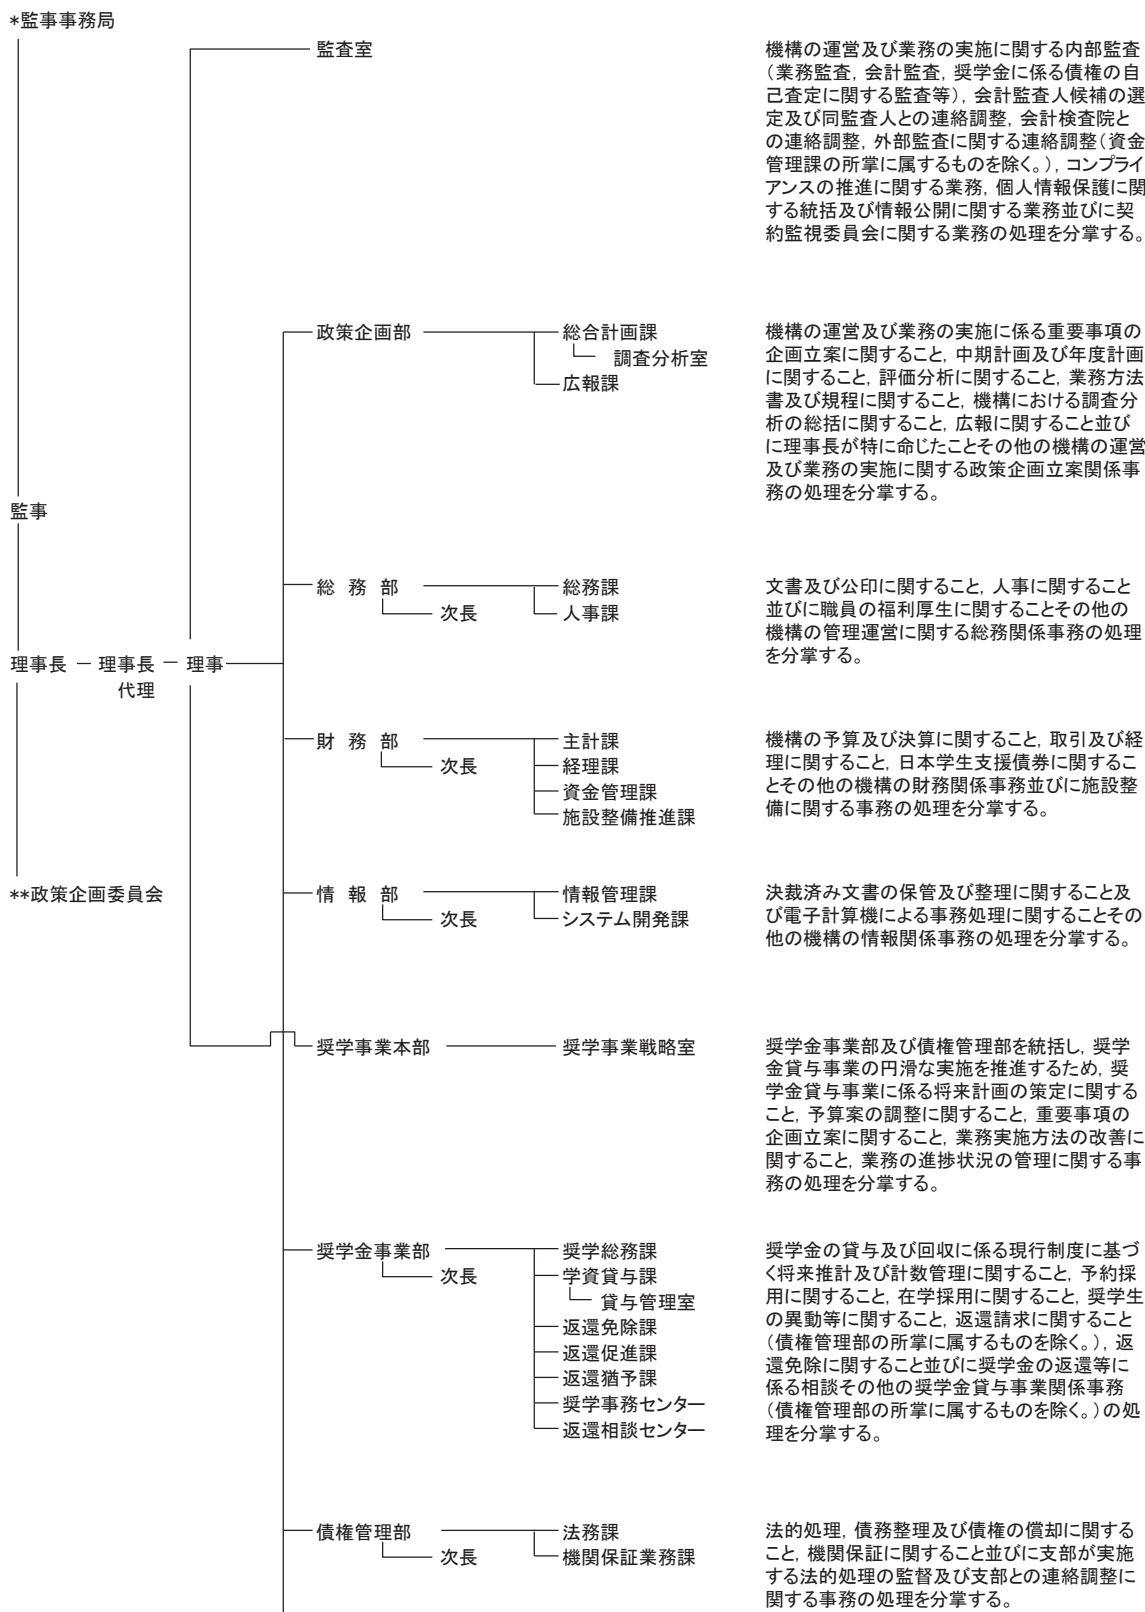 *監事事務局
監査室
機構の運営及び業務の実施に関する内部監査
（業務監査，会計監査，奨学金に係る債権の自
己査定に関する監査等），会計監査人候補の選
定及び同監査人との連絡調整，会計検査院と
の連絡調整，外部監査に関する連絡調整（資金
管理課の所掌に属するものを除く。），コンプライ
アンスの推進に関する業務，個人情報保護に関
する統括及び情報公開に関する業務並びに契
約監視委員会に関する業務の処理を分掌する。
政策企画部
総合計画課
調査分析室
広報課
機構の運営及び業務の実施に係る重要事項の
企画立案に関すること，中期計画及び年度計画
に関すること，評価分析に関すること，業務方法
書及び規程に関すること，機構における調査分
析の総括に関すること，広報に関すること並び
に理事長が特に命じたことその他の機構の運営
及び業務の実施に関する政策企画立案関係事
務の処理を分掌する。
監事
総 務 部
次長
総務課
人事課
文書及び公印に関すること，人事に関すること
並びに職員の福利厚生に関することその他の
機構の管理運営に関する総務関係事務の処理
を分掌する。
理事長 － 理事長 － 理事
代理
財 務 部
次長
主計課
経理課
資金管理課
施設整備推進課
機構の予算及び決算に関すること，取引及び経
理に関すること，日本学生支援債券に関するこ
とその他の機構の財務関係事務並びに施設整
備に関する事務の処理を分掌する。
**政策企画委員会
情 報 部
次長
情報管理課
システム開発課
決裁済み文書の保管及び整理に関すること及
び電子計算機による事務処理に関することその
他の機構の情報関係事務の処理を分掌する。
奨学事業本部
奨学事業戦略室
奨学金事業部及び債権管理部を統括し，奨学
金貸与事業の円滑な実施を推進するため，奨
学金貸与事業に係る将来計画の策定に関する
こと，予算案の調整に関すること，重要事項の
企画立案に関すること，業務実施方法の改善に
関すること，業務の進捗状況の管理に関する事
務の処理を分掌する。
奨学金事業部
次長
奨学総務課
学資貸与課
貸与管理室
返還免除課
返還促進課
返還猶予課
奨学事務センター
返還相談センター
奨学金の貸与及び回収に係る現行制度に基づ
く将来推計及び計数管理に関すること，予約採
用に関すること，在学採用に関すること，奨学生
の異動等に関すること，返還請求に関すること
（債権管理部の所掌に属するものを除く。），返
還免除に関すること並びに奨学金の返還等に
係る相談その他の奨学金貸与事業関係事務
（債権管理部の所掌に属するものを除く。）の処
理を分掌する。
債権管理部
次長
法務課
機関保証業務課
法的処理，債務整理及び債権の償却に関する
こと，機関保証に関すること並びに支部が実施
する法的処理の監督及び支部との連絡調整に
関する事務の処理を分掌する。